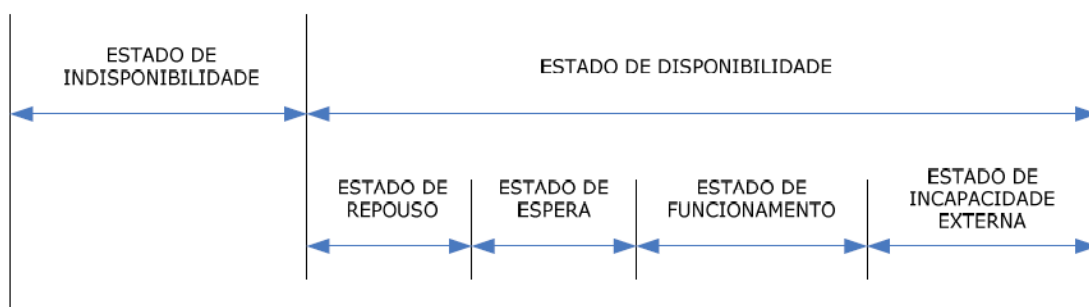 ESTADO DE
INDISPONIBILIDADE
ESTADO DE DISPONIBILIDADE
ESTADO DE
REPOUSO
ESTADO DE
ESPERA
ESTADO DE
FUNCIONAMENTO
ESTADO DE
INCAPACIDADE
EXTERNA